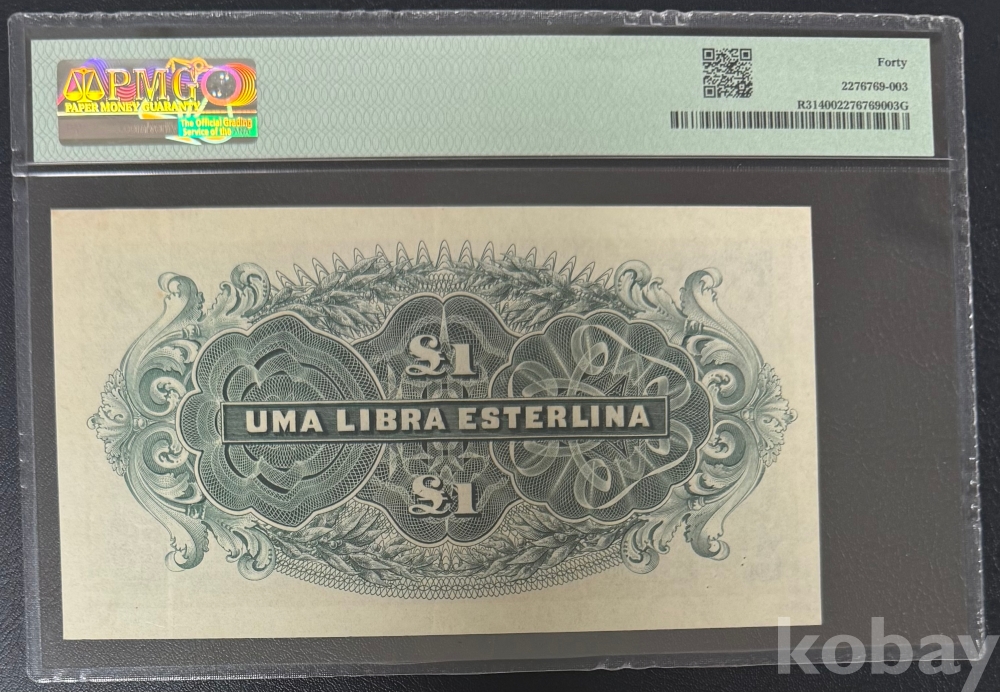 PMG
PAPER MONEY GUARANTY
The Official Grading
Service of the
Forty
2276769-003
R314002276769003G
£1
UMA LIBRA ESTERLINA
£1
kobay